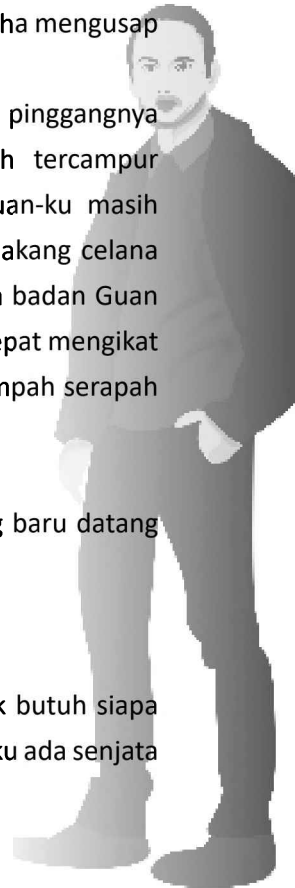 ha mengusap
pinggangnya
h tercampur
uan-ku masih
akang celana
badan Guan
epat mengikat
mpah serapah
g baru datang
k butuh siapa
ku ada senjata